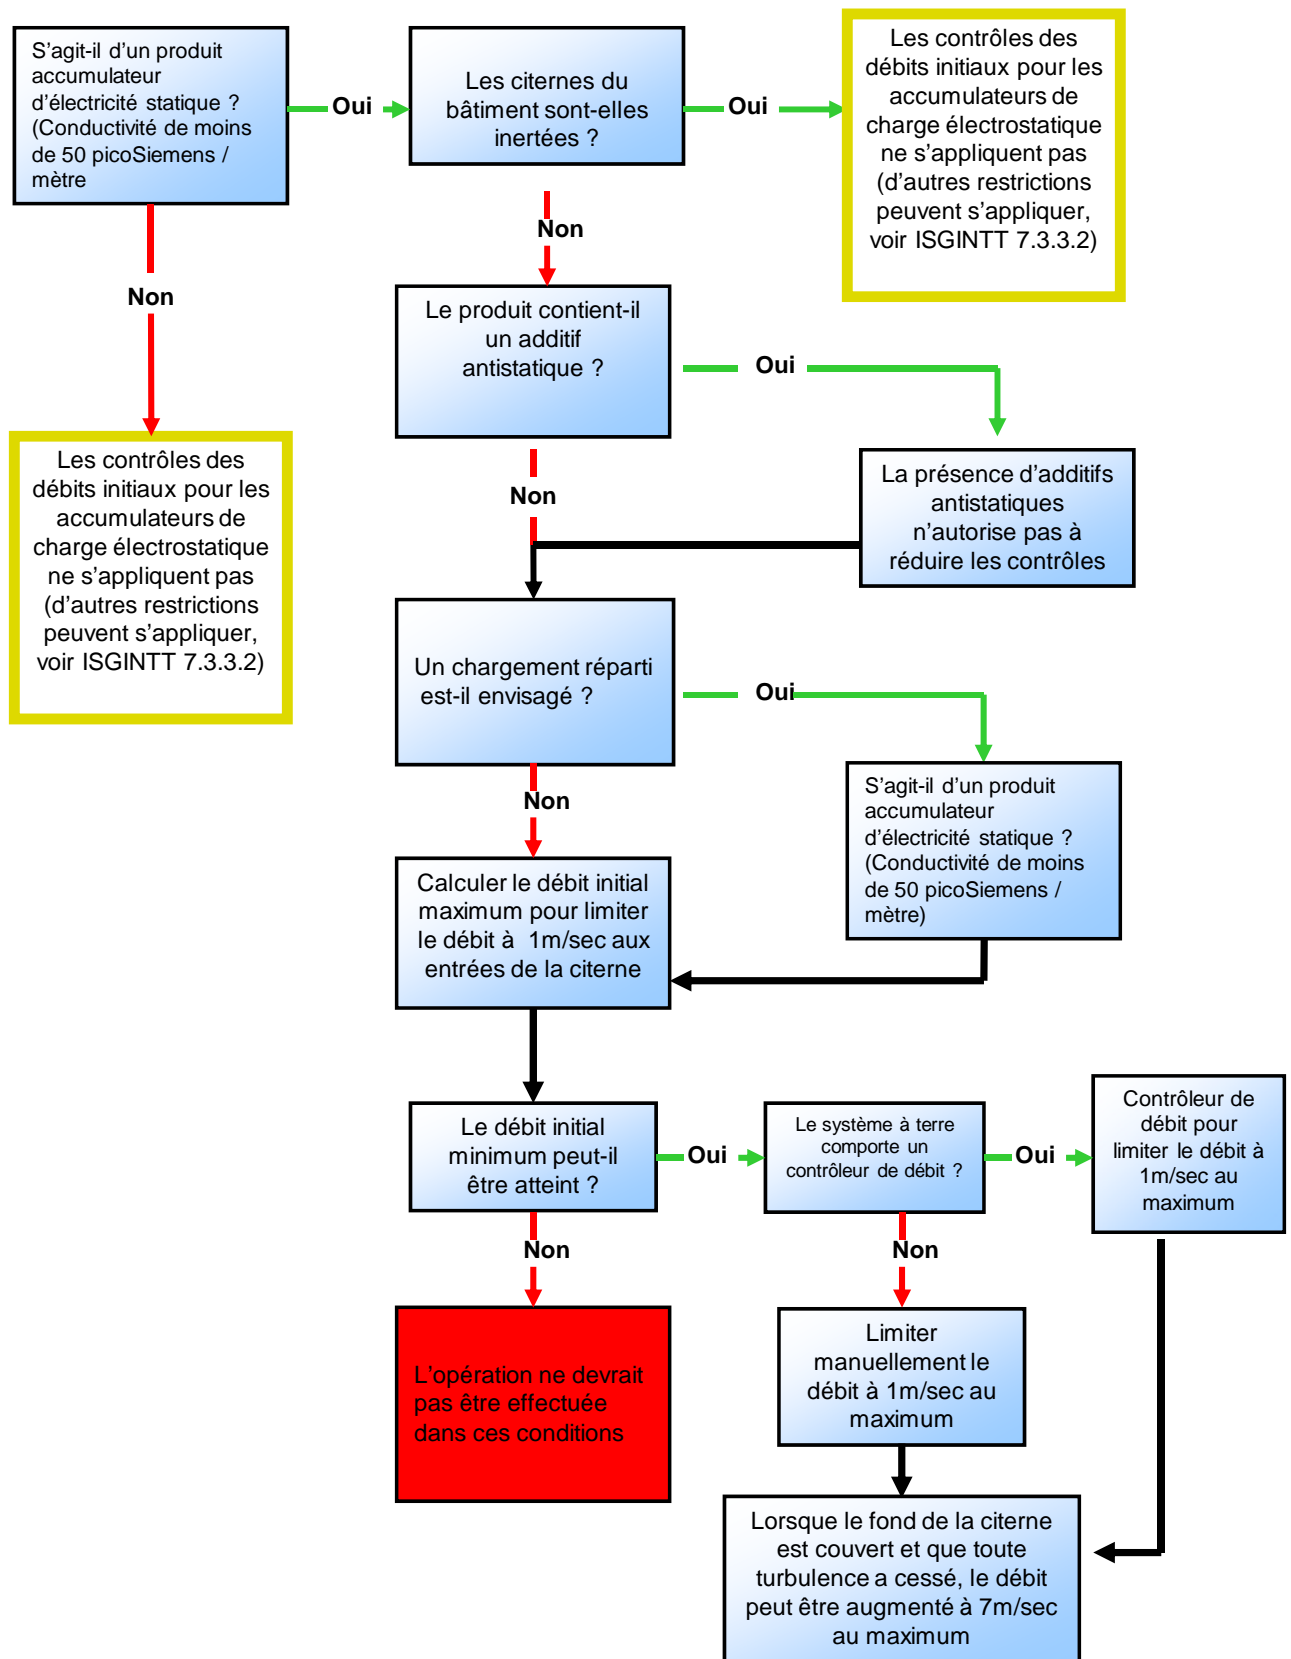 S'agit-il d'un produit
accumulateur
d'électricité statique ?
(Conductivité de moins
de 50 picoSiemens /
mètre
Oui
Les citernes du
bâtiment sont-elles
inertées ?
Oui
Les contrôles des
débits initiaux pour les
accumulateurs de
charge électrostatique
ne s'appliquent pas
(d'autres restrictions
peuvent s'appliquer,
voir ISGINTT 7.3.3.2)
Non
Non
Le produit contient-il
un additif
antistatique ?
Oui
Les contrôles des
débits initiaux pour les
accumulateurs de
charge électrostatique
ne s'appliquent pas
(d'autres restrictions
peuvent s'appliquer,
voir ISGINTT 7.3.3.2)
Non
La présence d'additifs
antistatiques
n'autorise pas à
réduire les contrôles
Un chargement réparti
est-il envisagé ?
Oui
Non
S'agit-il d'un produit
accumulateur
d'électricité statique ?
(Conductivité de moins
de 50 picoSiemens /
mètre)
Calculer le débit initial
maximum pour limiter
le débit à 1m/sec aux
entrées de la citerne
Le débit initial
minimum peut-il
être atteint ?
Oui
Le système à terre
comporte un
contrôleur de débit ?
Oui
Contrôleur de
débit pour
limiter le débit à
1m/sec au
maximum
Non
Non
L'opération ne devrait
pas être effectuée
dans ces conditions
Limiter
manuellement le
débit à 1m/sec au
maximum
Lorsque le fond de la citerne
est couvert et que toute
turbulence a cessé, le débit
peut être augmenté à 7m/sec
au maximum